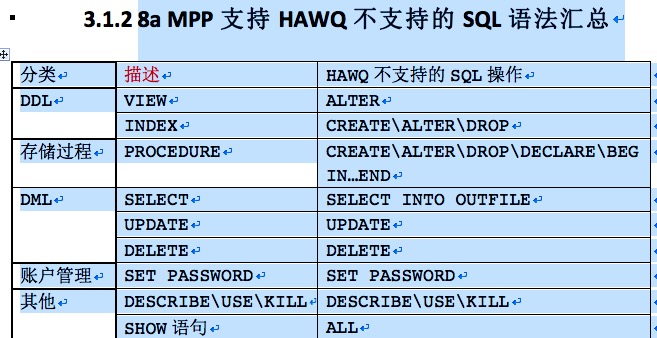 3.1.2 8a MPP 支持 HAWQ 不支持的 SQL 语法汇总
分类 描述 HAWQ 不支持的 SQL 操作
DDL VIEW ALTER
INDEX CREATE\ALTER\DROP
存储过程 PROCEDURE CREATE\ALTER\DROP\DECLARE\BEG
IN…END
DML SELECT SELECT INTO OUTFILE
UPDATE UPDATE
DELETE DELETE
账户管理 SET PASSWORD SET PASSWORD
其他 DESCRIBE\USE\KILL DESCRIBE\USE\KILL
SHOW 语句 ALL